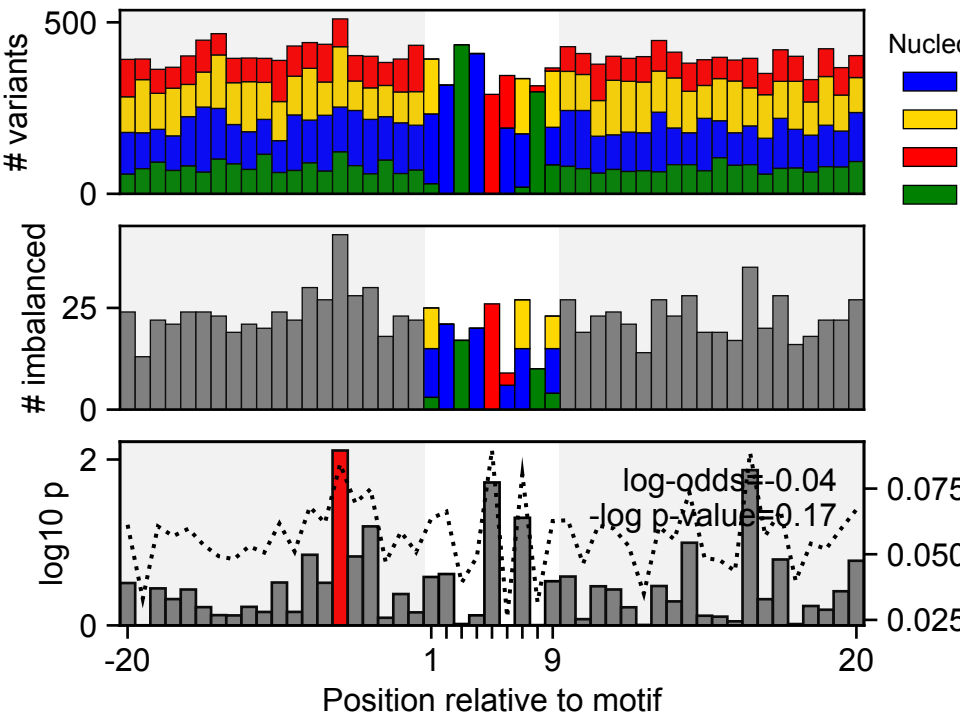 500
# variants
0
Nucleo
25
# imbalanced
0
2
log10 p
0
log-odds=-0.04
-log p-value=0.17
0.075
0.050
0.025
-20
1
9
20
Position relative to motif